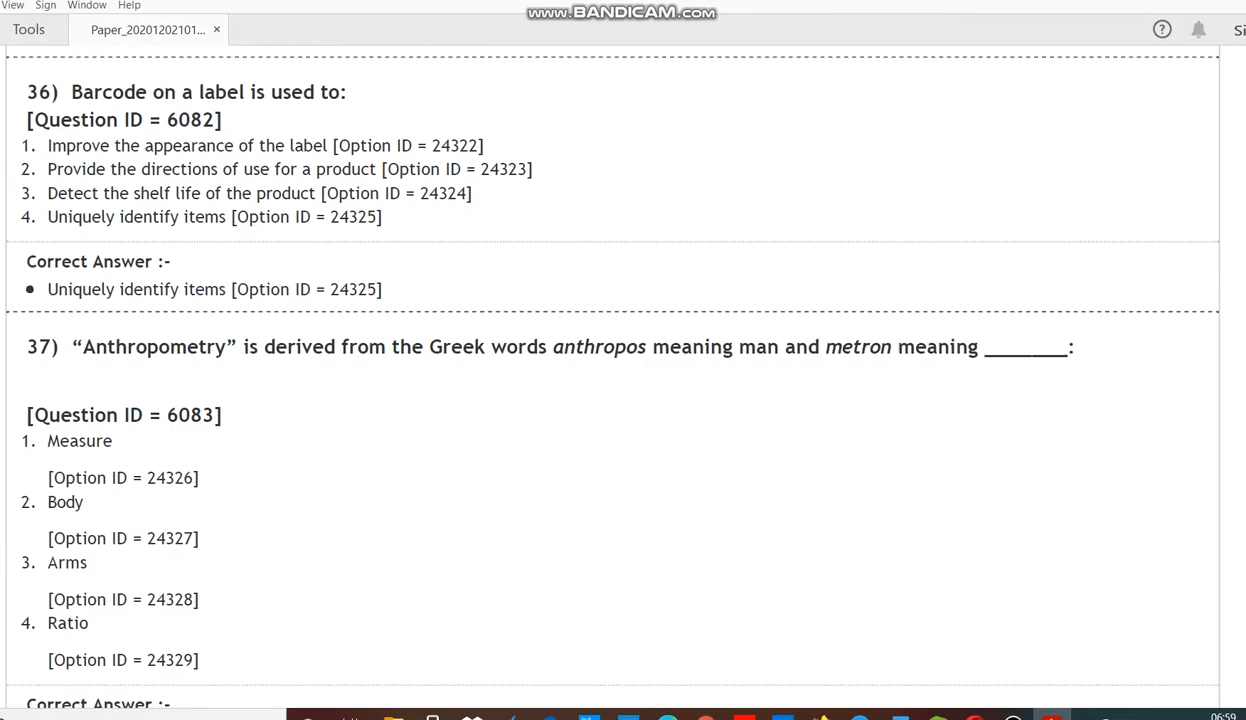 View Sign Window Help
www.BANDICAM.com
Tools Paper_20201202101... × ? Si
36) Barcode on a label is used to:
[Question ID = 6082]
1. Improve the appearance of the label [Option ID = 24322]
2. Provide the directions of use for a product [Option ID = 24323]
3. Detect the shelf life of the product [Option ID = 24324]
4. Uniquely identify items [Option ID = 24325]
Correct Answer :-
• Uniquely identify items [Option ID = 24325]
37) “Anthropometry” is derived from the Greek words anthropos meaning man and metron meaning _______:
[Question ID = 6083]
1. Measure
[Option ID = 24326]
2. Body
[Option ID = 24327]
3. Arms
[Option ID = 24328]
4. Ratio
[Option ID = 24329]
Correct Answer :-
06:59